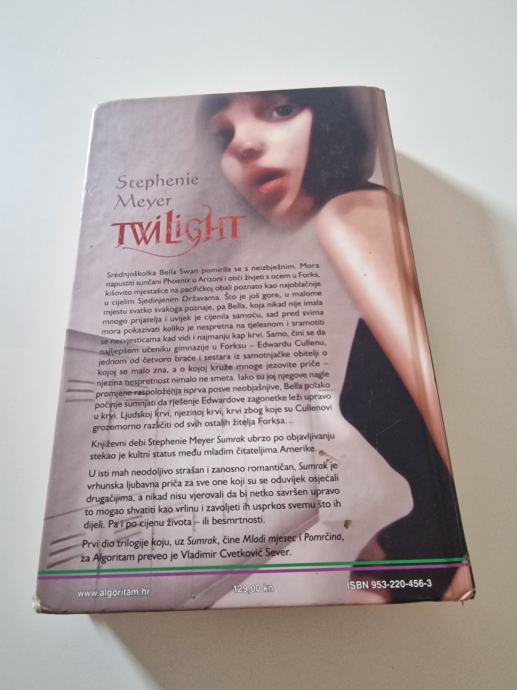 Stephenie
Meyer
TWILIGHT
Srednjoškolka Bella Swan pomirila se s neizbježnim. Mora
napustiti sunčani Phoenix u Arizoni i otići živjeti s ocem u Forks,
kišovito mjestašce na pacifičkoj obali poznato kao najoblačnije
u cijelim Sjedinjenim Državama. Što je još gore, u malome
mjestu svatko svakoga poznaje, pa Bella, koja nikad nije imala
mnogo prijatelja i uvijek je cijenila samoću, sad pred svima
mora pokazivati koliko je nespretna na tjelesnom i sramotiti
se nesvjesticama kad vidi i najmanju kap krvi. Samo, čini se da
najljepšem učeniku gimnazije u Forksu – Edwardu Cullenu,
jednom od četvero braće i sestara iz samotnjačke obitelji o
kojoj se malo zna, a o kojoj kruže mnoge jezovite priče –
njezina nespretnost nimalo ne smeta. Iako su joj njegove nagle
promjene raspoloženja isprva posve neobjašnjive, Bella polako
počinje sumnjati da rješenje Edwardove zagonetke leži upravo
u krvi. Ljudskoj krvi, njezinoj krvi, krvi zbog koje su Cullenovi
grozomorno različiti od svih ostalih žitelja Forksa...
Književni debi Stephenie Meyer Sumrak ubrzo po objavljivanju
stekao je kultni status među mladim čitateljima Amerike.
U isti mah neodoljivo strašan i zanosno romantičan, Sumrak je
vrhunska ljubavna priča za sve one koji su se oduvijek osjećali
drugačijima, a nikad nisu vjerovali da bi netko savršen upravo
to mogao shvatiti kao vrlinu i zavoljeti ih usprkos svemu što ih
dijeli. Pa i po cijenu života – ili besmrtnosti.
Prvi dio trilogije koju, uz Sumrak, čine Mladi mjesec i Pomrčina,
za Algoritam preveo je Vladimir Cvetković Sever.
www.algoritam.hr 129,00 kn ISBN 953-220-456-3